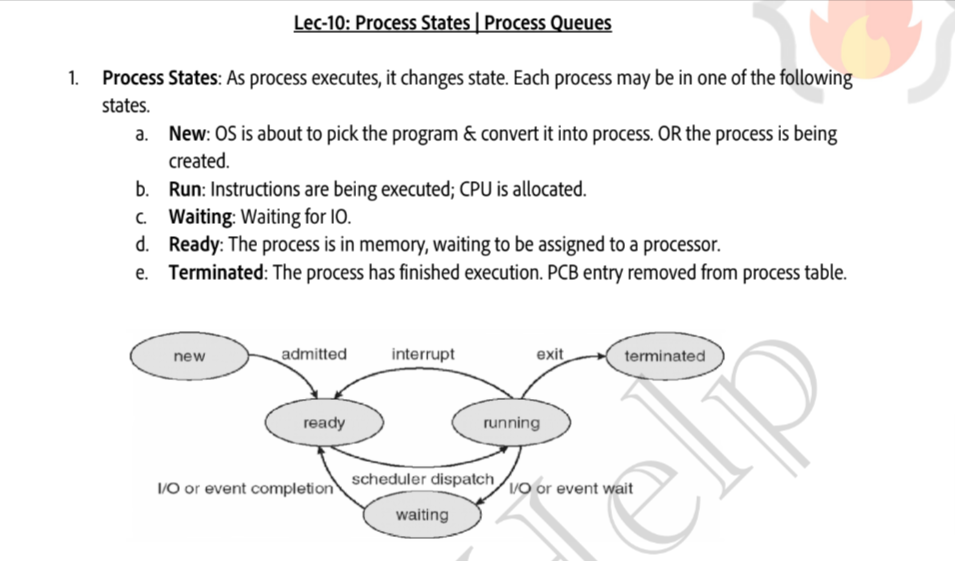 Lec-10: Process States | Process Queues
1. Process States: As process executes, it changes state. Each process may be in one of the following
states.
a. New: OS is about to pick the program & convert it into process. OR the process is being
created.
b. Run: Instructions are being executed; CPU is allocated.
c. Waiting: Waiting for IO.
d. Ready: The process is in memory, waiting to be assigned to a processor.
e. Terminated: The process has finished execution. PCB entry removed from process table.
new admitted interrupt exit terminated
ready running
I/O or event completion scheduler dispatch I/O or event wait
waiting
Help